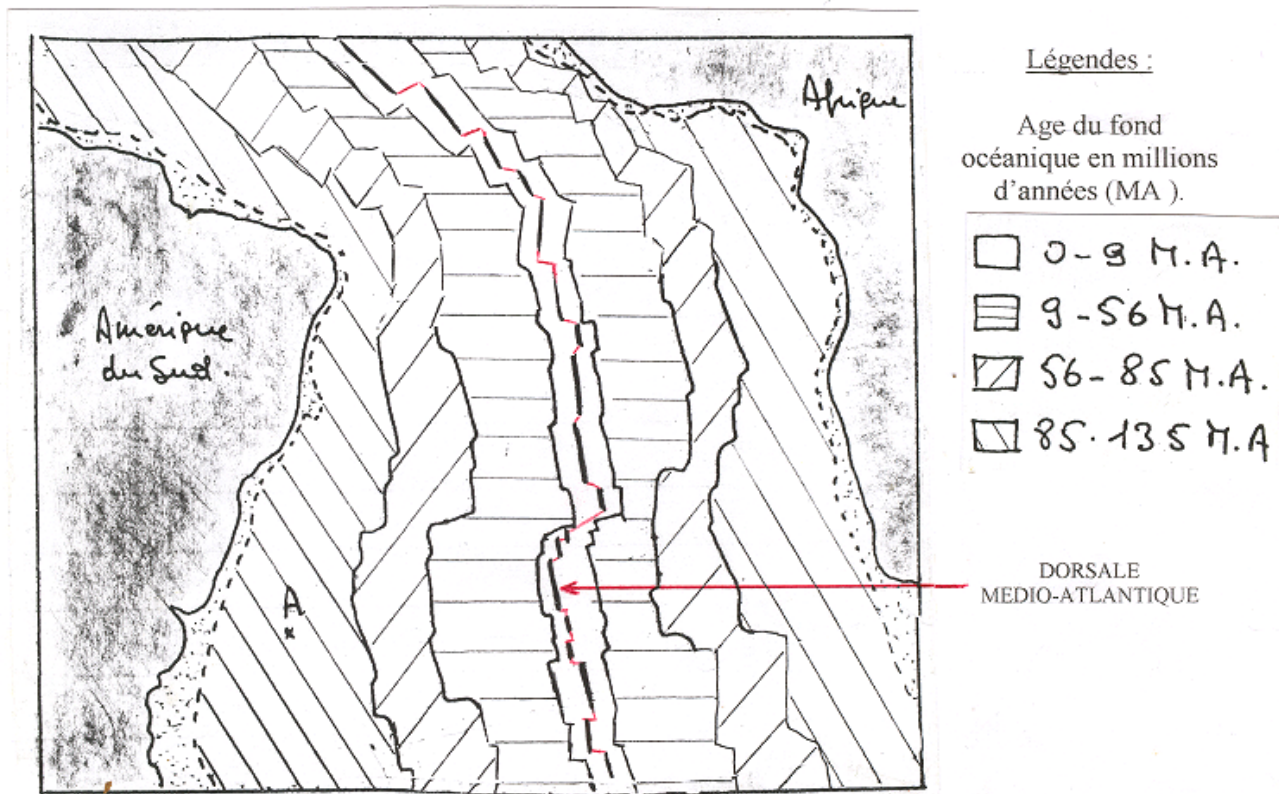 Légendes :
Afrique
Age du fond
océanique en millions
d'années (MA ).
0-9 M.A.
9-56 M.A.
56-85 M.A.
85.135 M.A
Amérique
du Sud.
A
DORSALE
MEDIO-ATLANTIQUE